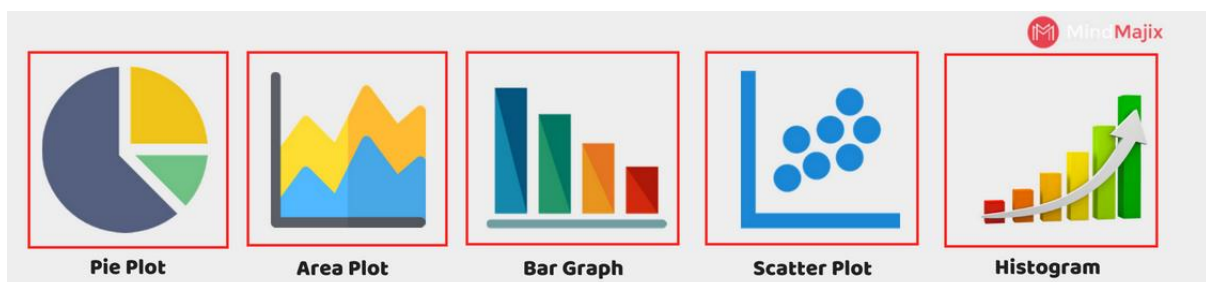 MindMajix
Pie Plot
Area Plot
Bar Graph
Scatter Plot
Histogram